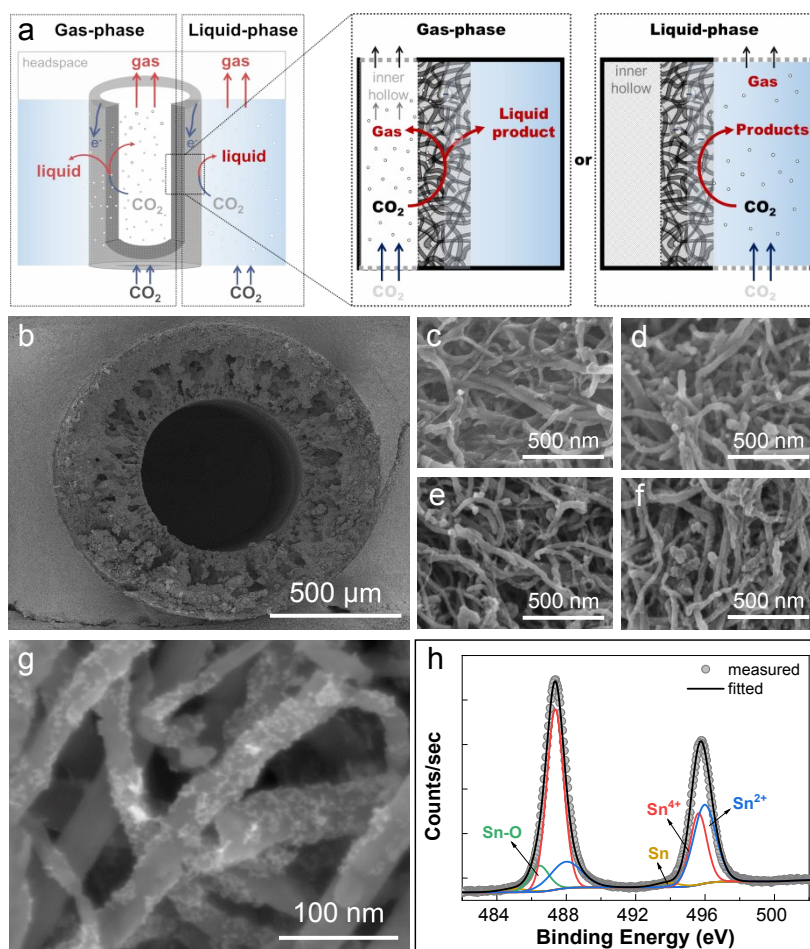 a
Gas-phase
Liquid-phase
headspace
gas
gas
e-
e-
liquid
liquid
CO2
CO2
CO2
Gas-phase
inner
hollow
Gas
Liquid
product
CO2
CO2
or
Liquid-phase
inner
hollow
Gas
Products
CO2
CO2
b
500 µm
c
500 nm
d
500 nm
e
500 nm
f
500 nm
g
100 nm
h
measured
fitted
Counts/sec
Sn-O
Sn4+
Sn2+
Sn
484 488 492 496 500
Binding Energy (eV)